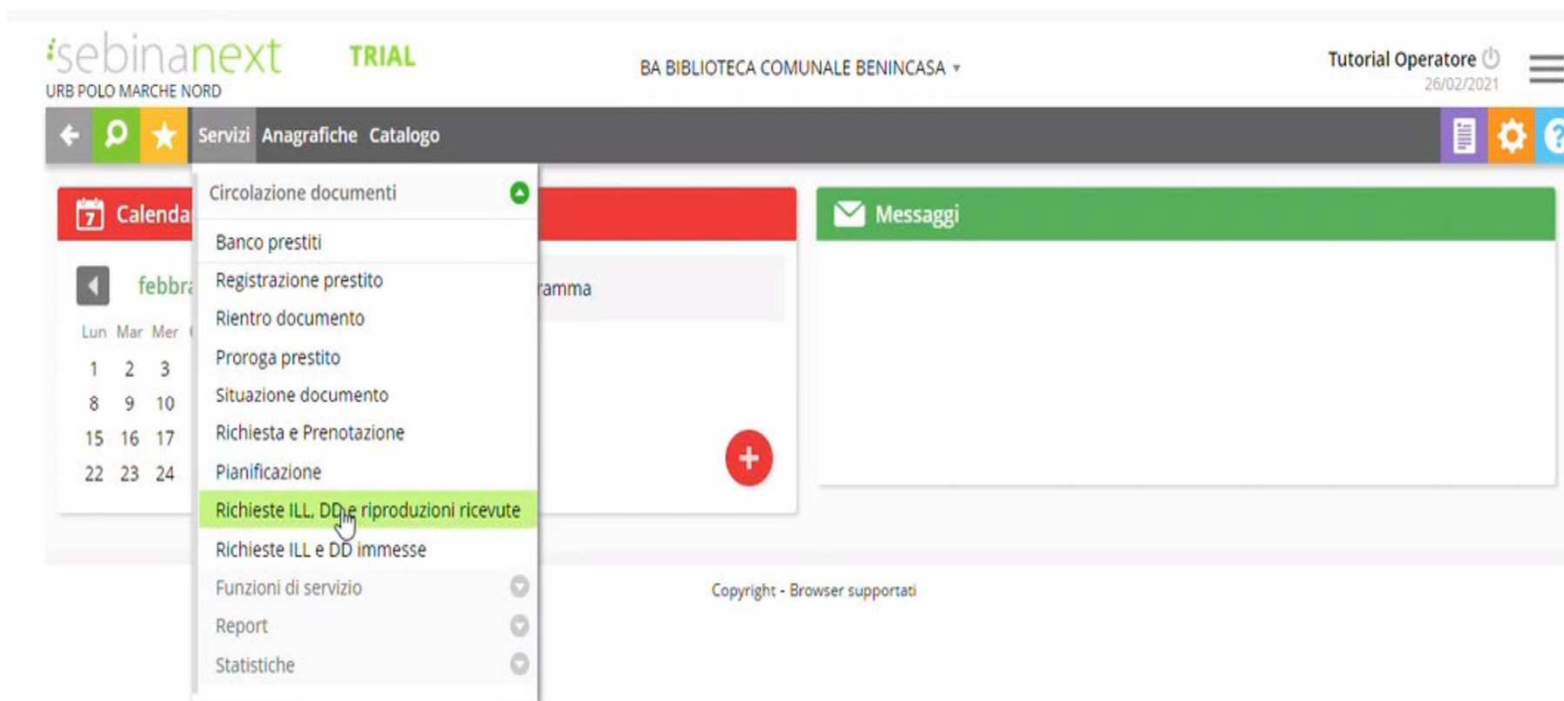 sebinanext TRIAL
URB POLO MARCHE NORD
BA BIBLIOTECA COMUNALE BENINCASA
Tutorial Operatore
26/02/2021
Servizi Anagrafiche Catalogo
?
Circolazione documenti
Banco prestiti
Registrazione prestito
Rientro documento
Proroga prestito
Situazione documento
Richiesta e Prenotazione
Pianificazione
Richieste ILL, DD e riproduzioni ricevute
Richieste ILL e DD immesse
Funzioni di servizio
Report
Statistiche
7 Calendar
febbra
ramma
Lun Mar Mer
1 2 3
8 9 10
15 16 17
22 23 24
+
Messaggi
Copyright - Browser supportati